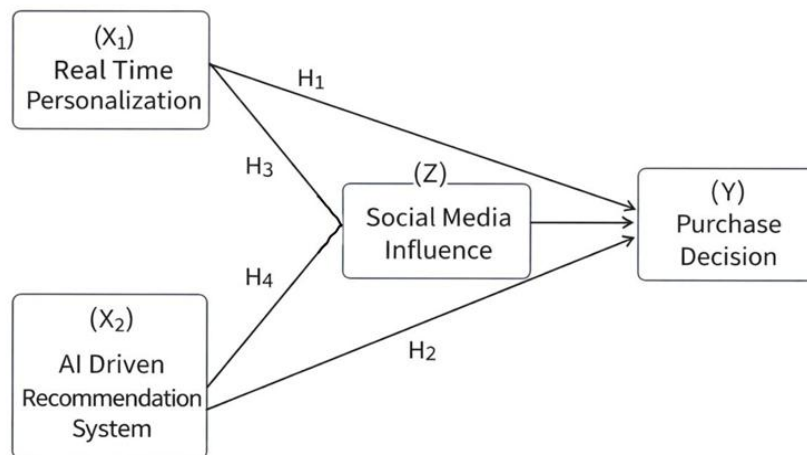 (X₁)
Real Time
Personalization
H₁
H₃
(Z)
Social Media
Influence
(Y)
Purchase
Decision
H₄
(X₂)
AI Driven
Recommendation
System
H₂